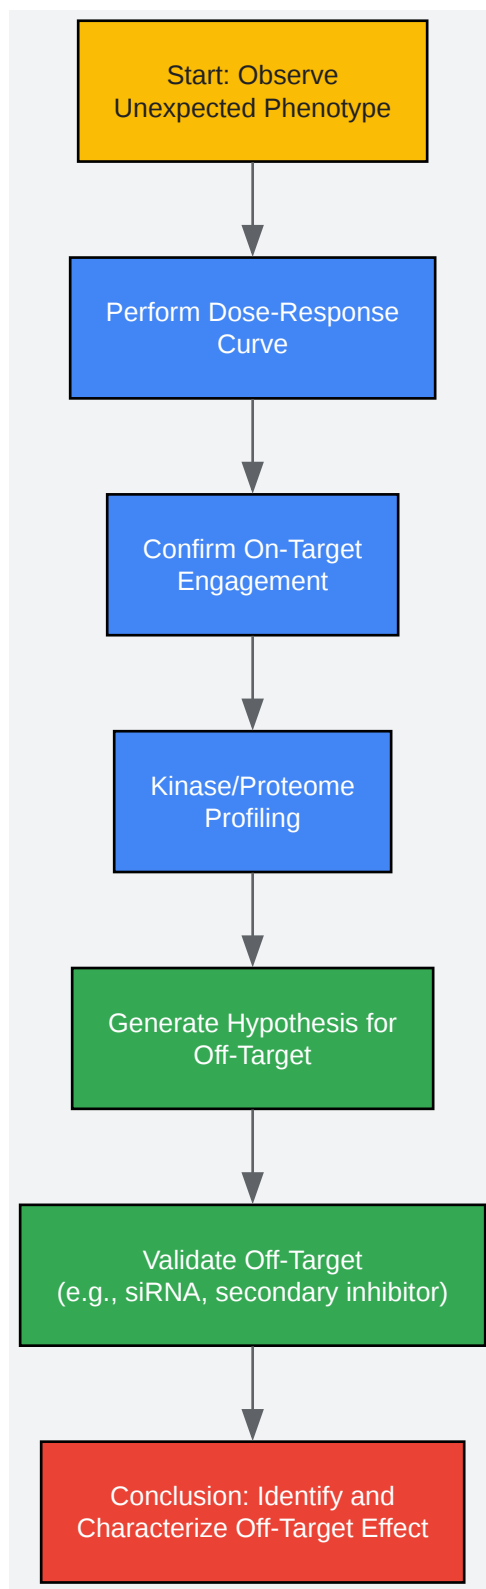 Start: Observe
Unexpected Phenotype
Perform Dose-Response
Curve
Confirm On-Target
Engagement
Kinase/Proteome
Profiling
Generate Hypothesis for
Off-Target
Validate Off-Target
(e.g., siRNA, secondary inhibitor)
Conclusion: Identify and
Characterize Off-Target Effect